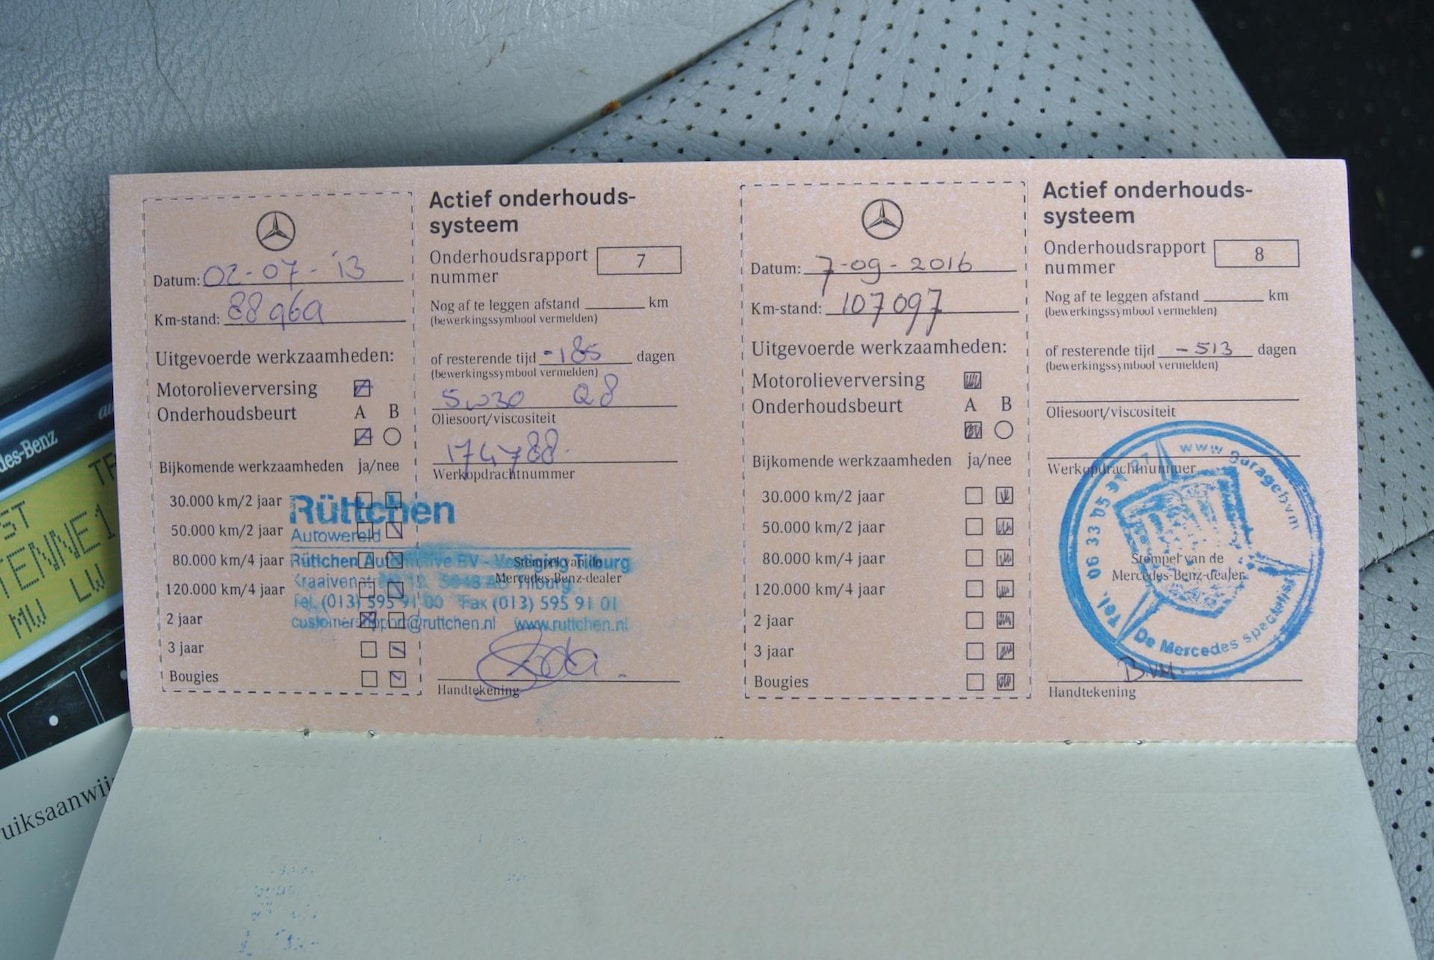 Actief onderhouds-
systeem
Datum: 02-07-'13
Onderhoudsrapport 7
nummer
Km-stand:
Nog af te leggen afstand km
(bewerkingssymbool vermelden)
Uitgevoerde werkzaamheden:
of resterende tijd -185 dagen
(bewerkingssymbool vermelden)
Motorolieverversing
5w30 Q8
Oliesoort/viscositeit
Onderhoudsbeurt A B
Werkopdrachtnummer
Bijkomende werkzaamheden ja/nee
30.000 km/2 jaar
50.000 km/2 jaar
80.000 km/4 jaar
120.000 km/4 jaar
2 jaar
3 jaar
Bougies
Rüttchen
Autowereld
Rüttchen Automotive BV - Vestiging Tilburg
Tilburg
Tel. (013) 595 91 00 Fax (013) 595 91 01
www.ruttchen.nl
Stempel van de
Mercedes-Benz-dealer
Handtekening
Actief onderhouds-
systeem
Datum: 7-09-2016
Onderhoudsrapport 8
nummer
Km-stand: 107097
Nog af te leggen afstand km
(bewerkingssymbool vermelden)
Uitgevoerde werkzaamheden:
of resterende tijd -513 dagen
(bewerkingssymbool vermelden)
Motorolieverversing
Oliesoort/viscositeit
Onderhoudsbeurt A B
Werkopdrachtnummer
Bijkomende werkzaamheden ja/nee
30.000 km/2 jaar
50.000 km/2 jaar
80.000 km/4 jaar
120.000 km/4 jaar
2 jaar
3 jaar
Bougies
Stempel van de
Mercedes-Benz-dealer
De Mercedes specialist
Handtekening